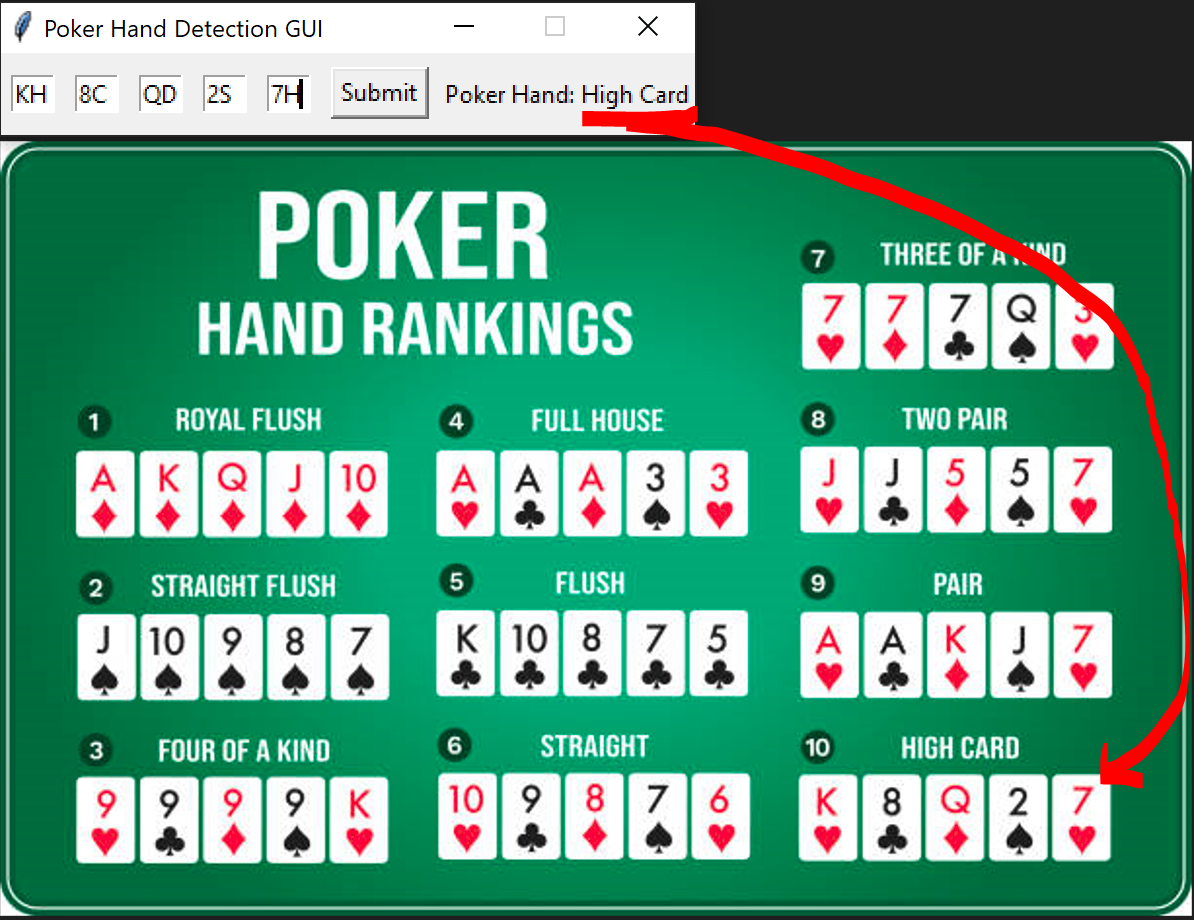 Poker Hand Detection GUI
KH 8C QD 2S 7H Submit Poker Hand: High Card
POKER
HAND RANKINGS
1 ROYAL FLUSH
A K Q J 10
2 STRAIGHT FLUSH
J 10 9 8 7
3 FOUR OF A KIND
9 9 9 9 K
4 FULL HOUSE
A A A 3 3
5 FLUSH
K 10 8 7 5
6 STRAIGHT
10 9 8 7 6
7 THREE OF A KIND
7 7 7 Q 3
8 TWO PAIR
J J 5 5 7
9 PAIR
A A K J 7
10 HIGH CARD
K 8 Q 2 7